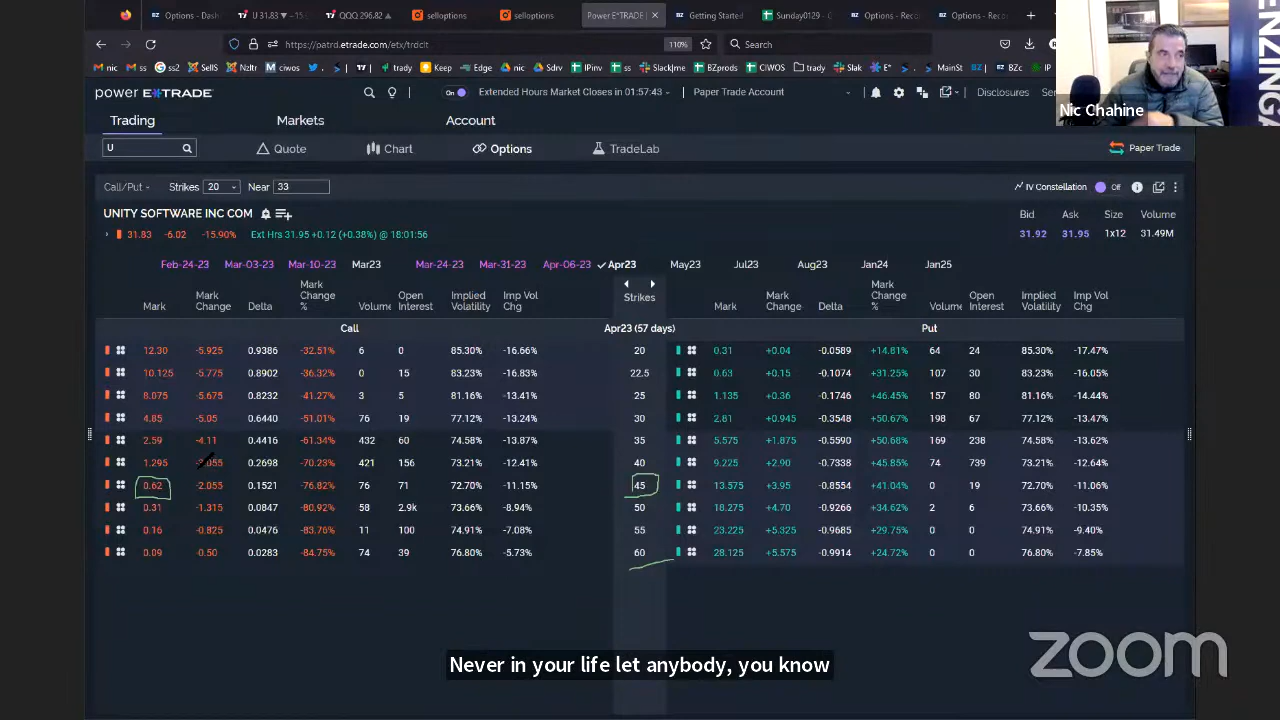 Options - Dash
U 31.83 ▼ −15
QQQ 296.82 ▲
selloptions
selloptions
Power E*TRADE
Getting Started
Sunday0129 - G
Options - Reco
Options - Reco
110%
Search
nic
ss
ss2
SellS
Nzltr
ciwos
trady
Sdrv
IPinv
ss
SlackIpin
BZpros
CIWOS
trady
Slak
E*
MainSt
BZc
IP
power E*TRADE
On
Extended Hours Market Closes in 01:57:43
Paper Trade Account
Disclosures
Trading
Markets
Account
U
Quote
Chart
Options
TradeLab
Paper Trade
Call/Put
Strikes
20
Near
33
IV Constellation
Off
UNITY SOFTWARE INC COM
Bid
Ask
Size
Volume
31.83 -6.02 -15.90% Ext Hrs 31.95 +0.12 (+0.38%) @ 18:01:56
31.92 31.95 1x12 31.49M
Feb-24-23 Mar-03-23 Mar-10-23 Mar23 Mar-24-23 Mar-31-23 Apr-06-23 Apr23 May23 Jul23 Aug23 Jan24 Jan25
Mark
Mark Change
Delta
Mark Change %
Volume
Open Interest
Implied Volatility
Imp Vol Chg
Strikes
Mark
Mark Change
Delta
Mark Change %
Volume
Open Interest
Implied Volatility
Imp Vol Chg
Call Apr23 (57 days) Put
12.30 -5.925 0.9386 -32.51% 6 0 85.30% -16.66% 20 0.31 +0.04 -0.0589 +14.81% 64 24 85.30% -17.47%
10.125 -5.775 0.8902 -36.32% 0 15 83.23% -16.83% 22.5 0.63 +0.15 -0.1074 +31.25% 107 30 83.23% -16.05%
8.075 -5.675 0.8232 -41.27% 3 5 81.16% -13.41% 25 1.135 +0.36 -0.1746 +46.45% 157 80 81.16% -14.44%
4.85 -5.05 0.6440 -51.01% 76 19 77.12% -13.24% 30 2.81 +0.945 -0.3548 +50.67% 198 67 77.12% -13.47%
2.59 -4.11 0.4416 -61.34% 432 60 74.58% -13.87% 35 5.575 +1.875 -0.5590 +50.68% 169 238 74.58% -13.62%
1.295 0.2698 -70.23% 421 156 73.21% -12.41% 40 9.225 +2.90 -0.7338 +45.85% 74 739 73.21% -12.64%
0.62 -2.055 0.1521 -76.82% 76 71 72.70% -11.15% 45 13.575 +3.95 -0.8554 +41.04% 0 19 72.70% -11.06%
0.31 -1.315 0.0847 -80.92% 58 2.9k 73.66% -8.94% 50 18.275 +4.70 -0.9266 +34.62% 2 6 73.66% -10.35%
0.16 -0.825 0.0476 -83.76% 11 100 74.91% -7.08% 55 23.225 +5.325 -0.9685 +29.75% 0 0 74.91% -9.40%
0.09 -0.50 0.0283 -84.75% 74 39 76.80% -5.73% 60 28.125 +5.575 -0.9914 +24.72% 0 0 76.80% -7.85%
Nic Chahine
BENZINGA
zoom
Never in your life let anybody, you know